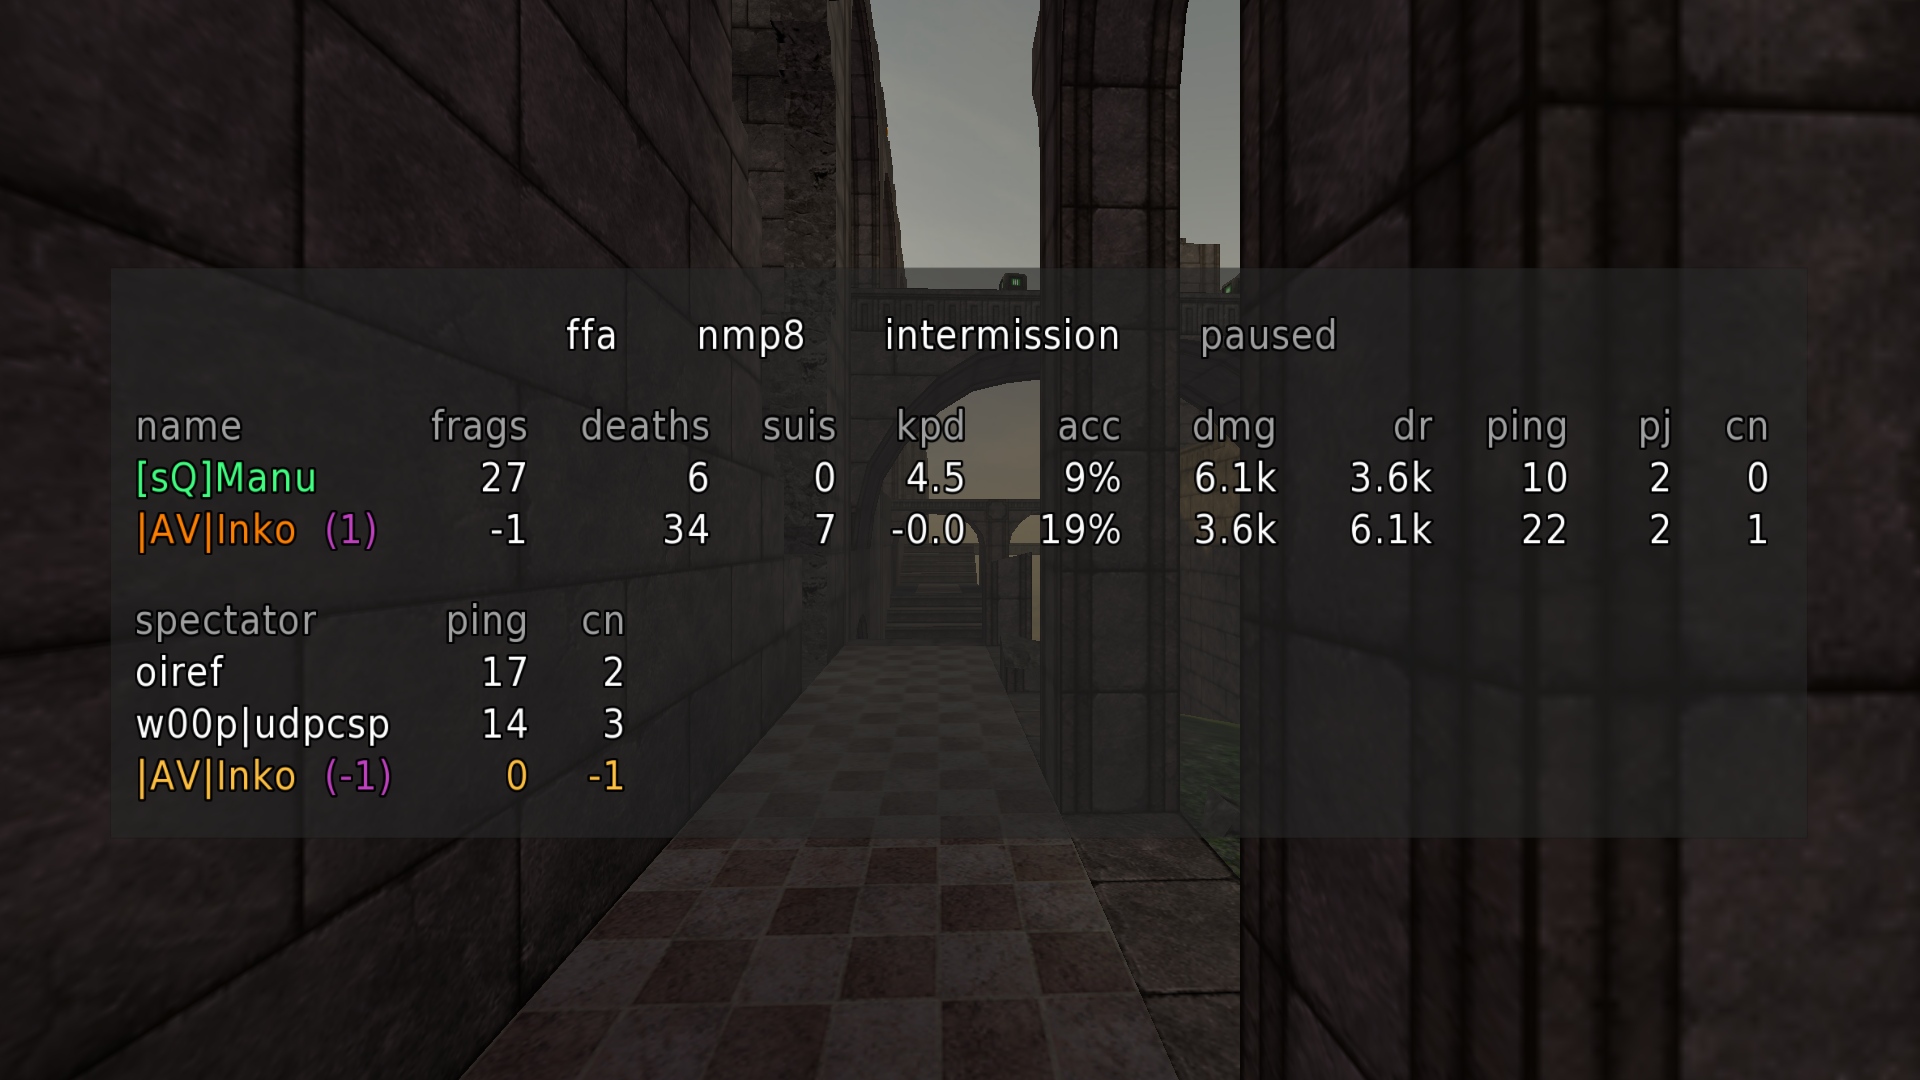 ffa nmp8 intermission paused
name frags deaths suis kpd acc dmg dr ping pj cn
[sQ]Manu 27 6 0 4.5 9% 6.1k 3.6k 10 2 0
|AV|Inko (1) -1 34 7 -0.0 19% 3.6k 6.1k 22 2 1
spectator ping cn
oiref 17 2
w00p|udpcsp 14 3
|AV|Inko (-1) 0 -1